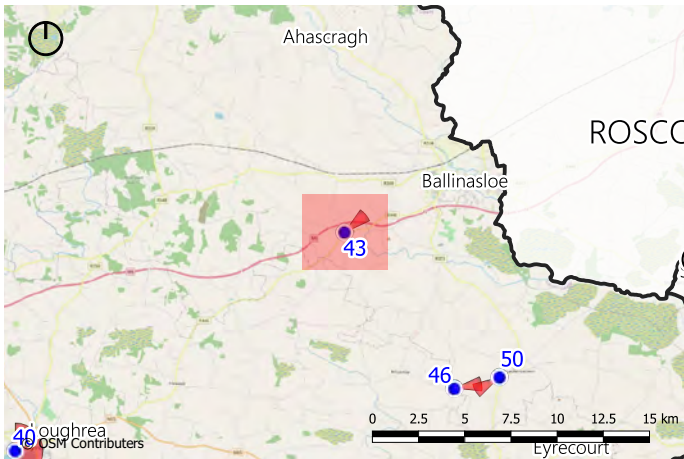 Ahascragh
ROSCO
Ballinasloe
43
46
50
40
oughrea
© OSM Contributers
0 2.5 5 7.5 10 12.5 15 km
Eyrecourt